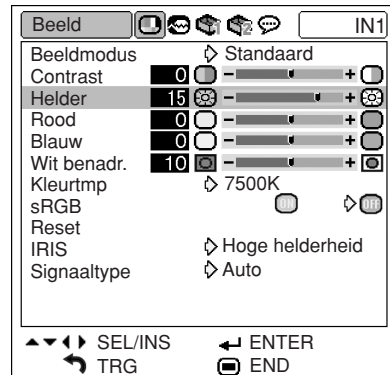 Beeld IN1
Beeldmodus Standaard
Contrast 0 - +
Helder 15 - +
Rood 0 - +
Blauw 0 - +
Wit benadr. 10 - +
Kleurtmp 7500K
sRGB ON OFF
Reset
IRIS Hoge helderheid
Signaaltype Auto
SEL/INS ENTER
TRG END